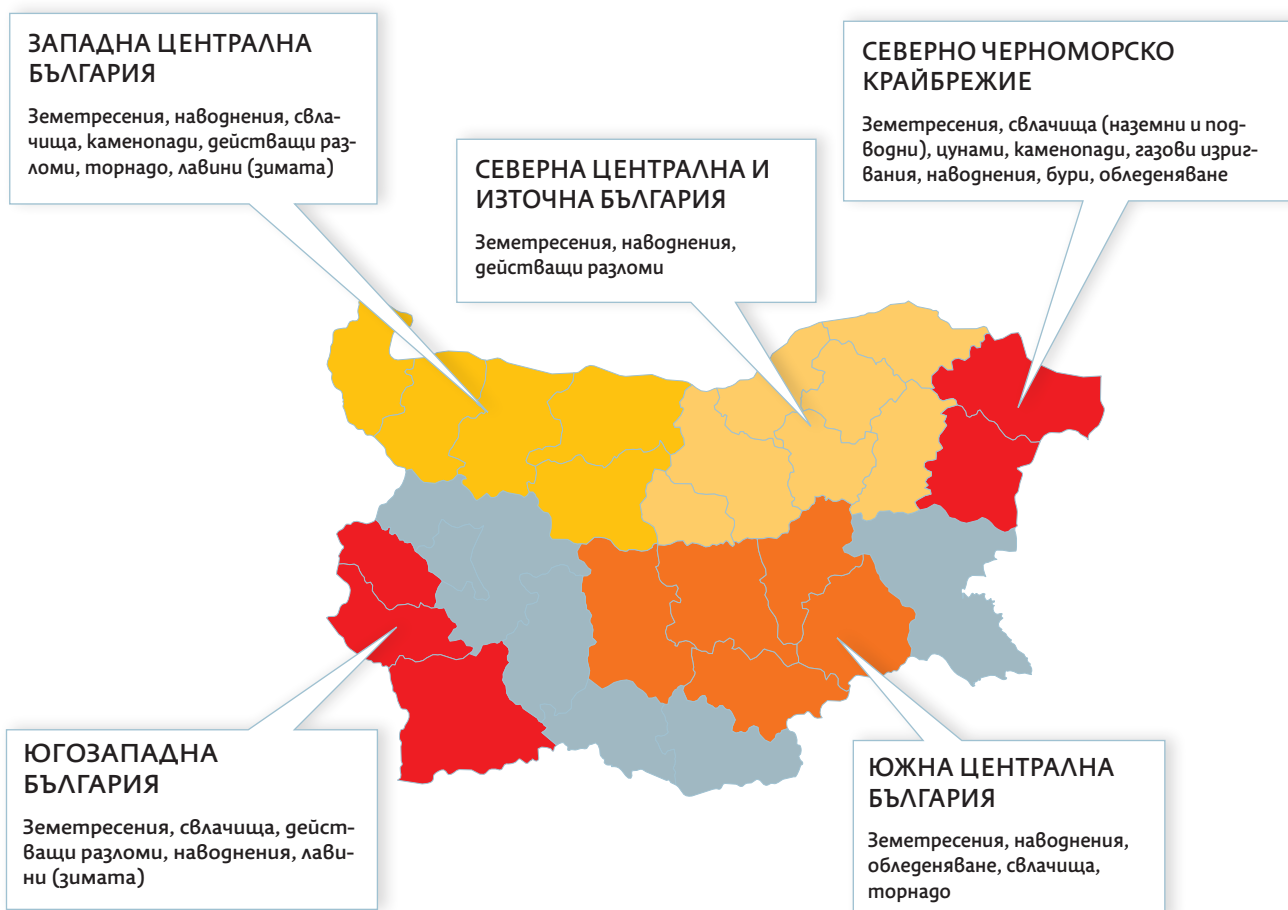 ЗАПАДНА ЦЕНТРАЛНА
БЪЛГАРИЯ
Земетресения, наводнения, свла-
чища, каменопади, действащи раз-
ломи, торнадо, лавини (зимата)
СЕВЕРНА ЦЕНТРАЛНА И
ИЗТОЧНА БЪЛГАРИЯ
Земетресения, наводнения,
действащи разломи
СЕВЕРНО ЧЕРНОМОРСКО
КРАЙБРЕЖИЕ
Земетресения, свлачища (наземни и под-
водни), цунами, каменопади, газови изриг-
вания, наводнения, бури, обледеняване
ЮГОЗАПАДНА
БЪЛГАРИЯ
Земетресения, свлачища, дейст-
ващи разломи, наводнения, лави-
ни (зимата)
ЮЖНА ЦЕНТРАЛНА
БЪЛГАРИЯ
Земетресения, наводнения,
обледеняване, свлачища,
торнадо